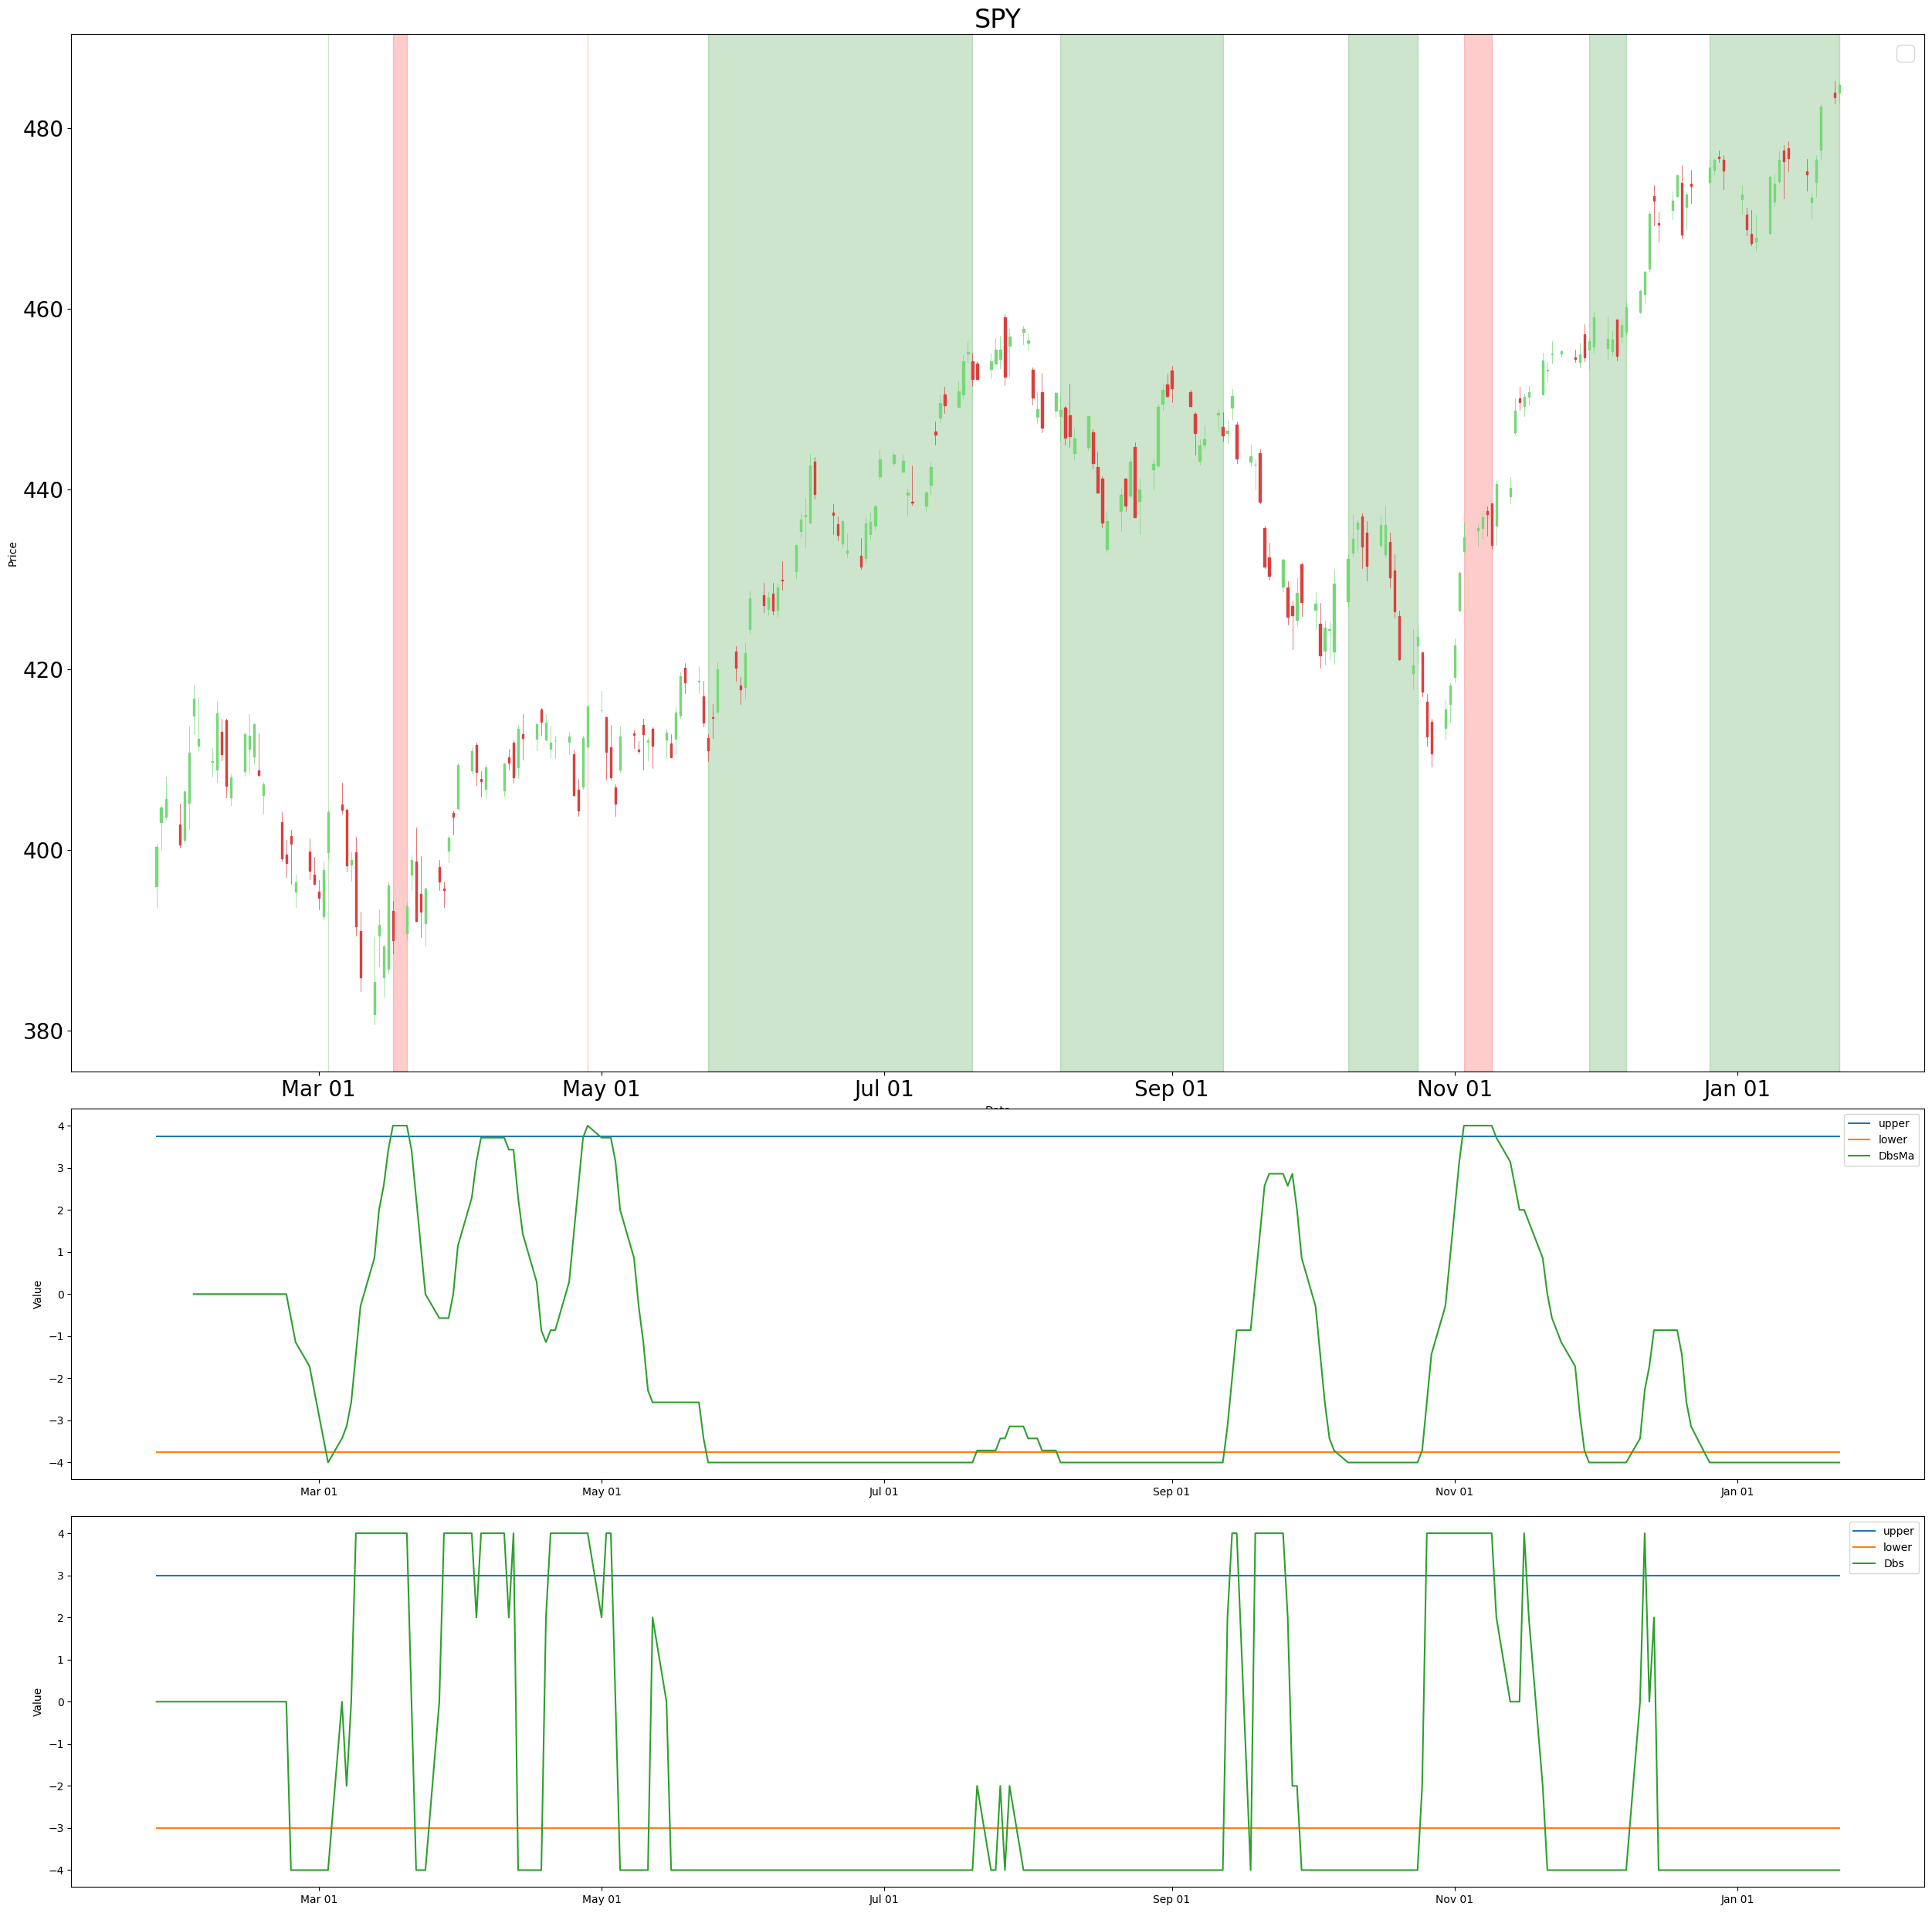 SPY
Price
480
460
440
420
400
380
Mar 01
May 01
Jul 01
Sep 01
Nov 01
Jan 01
Value
4
3
2
1
0
−1
−2
−3
−4
upper
lower
DbsMa
Mar 01
May 01
Jul 01
Sep 01
Nov 01
Jan 01
Value
4
3
2
1
0
−1
−2
−3
−4
upper
lower
Dbs
Mar 01
May 01
Jul 01
Sep 01
Nov 01
Jan 01